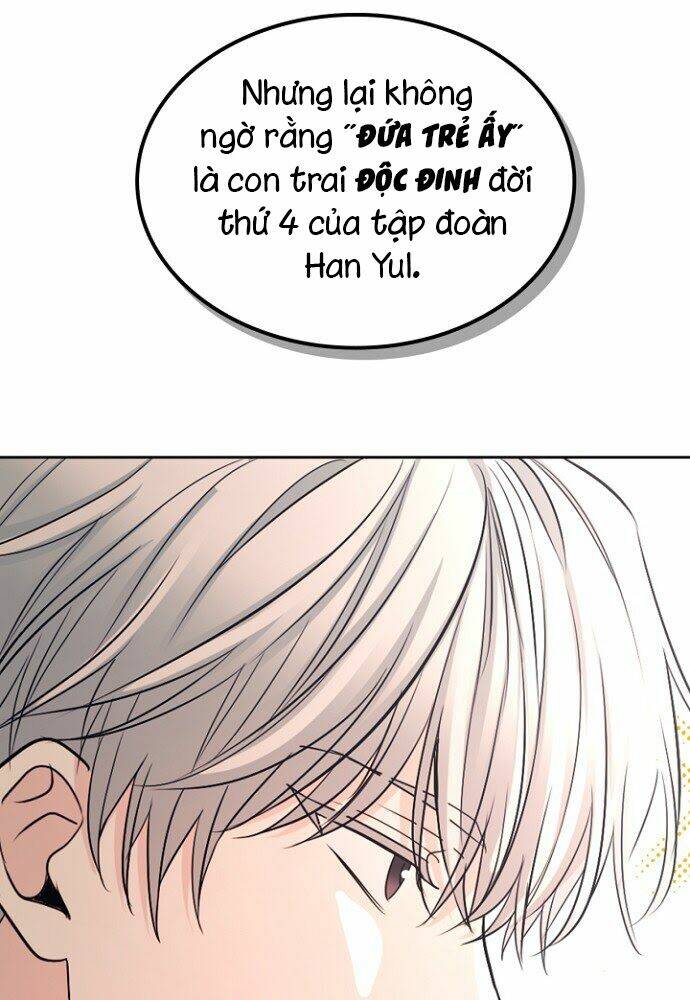 Nhưng lại không
ngờ rằng "ĐỨA TRẺ ẤY"
là con trai ĐỘC ĐINH đời
thứ 4 của tập đoàn
Han Yul.